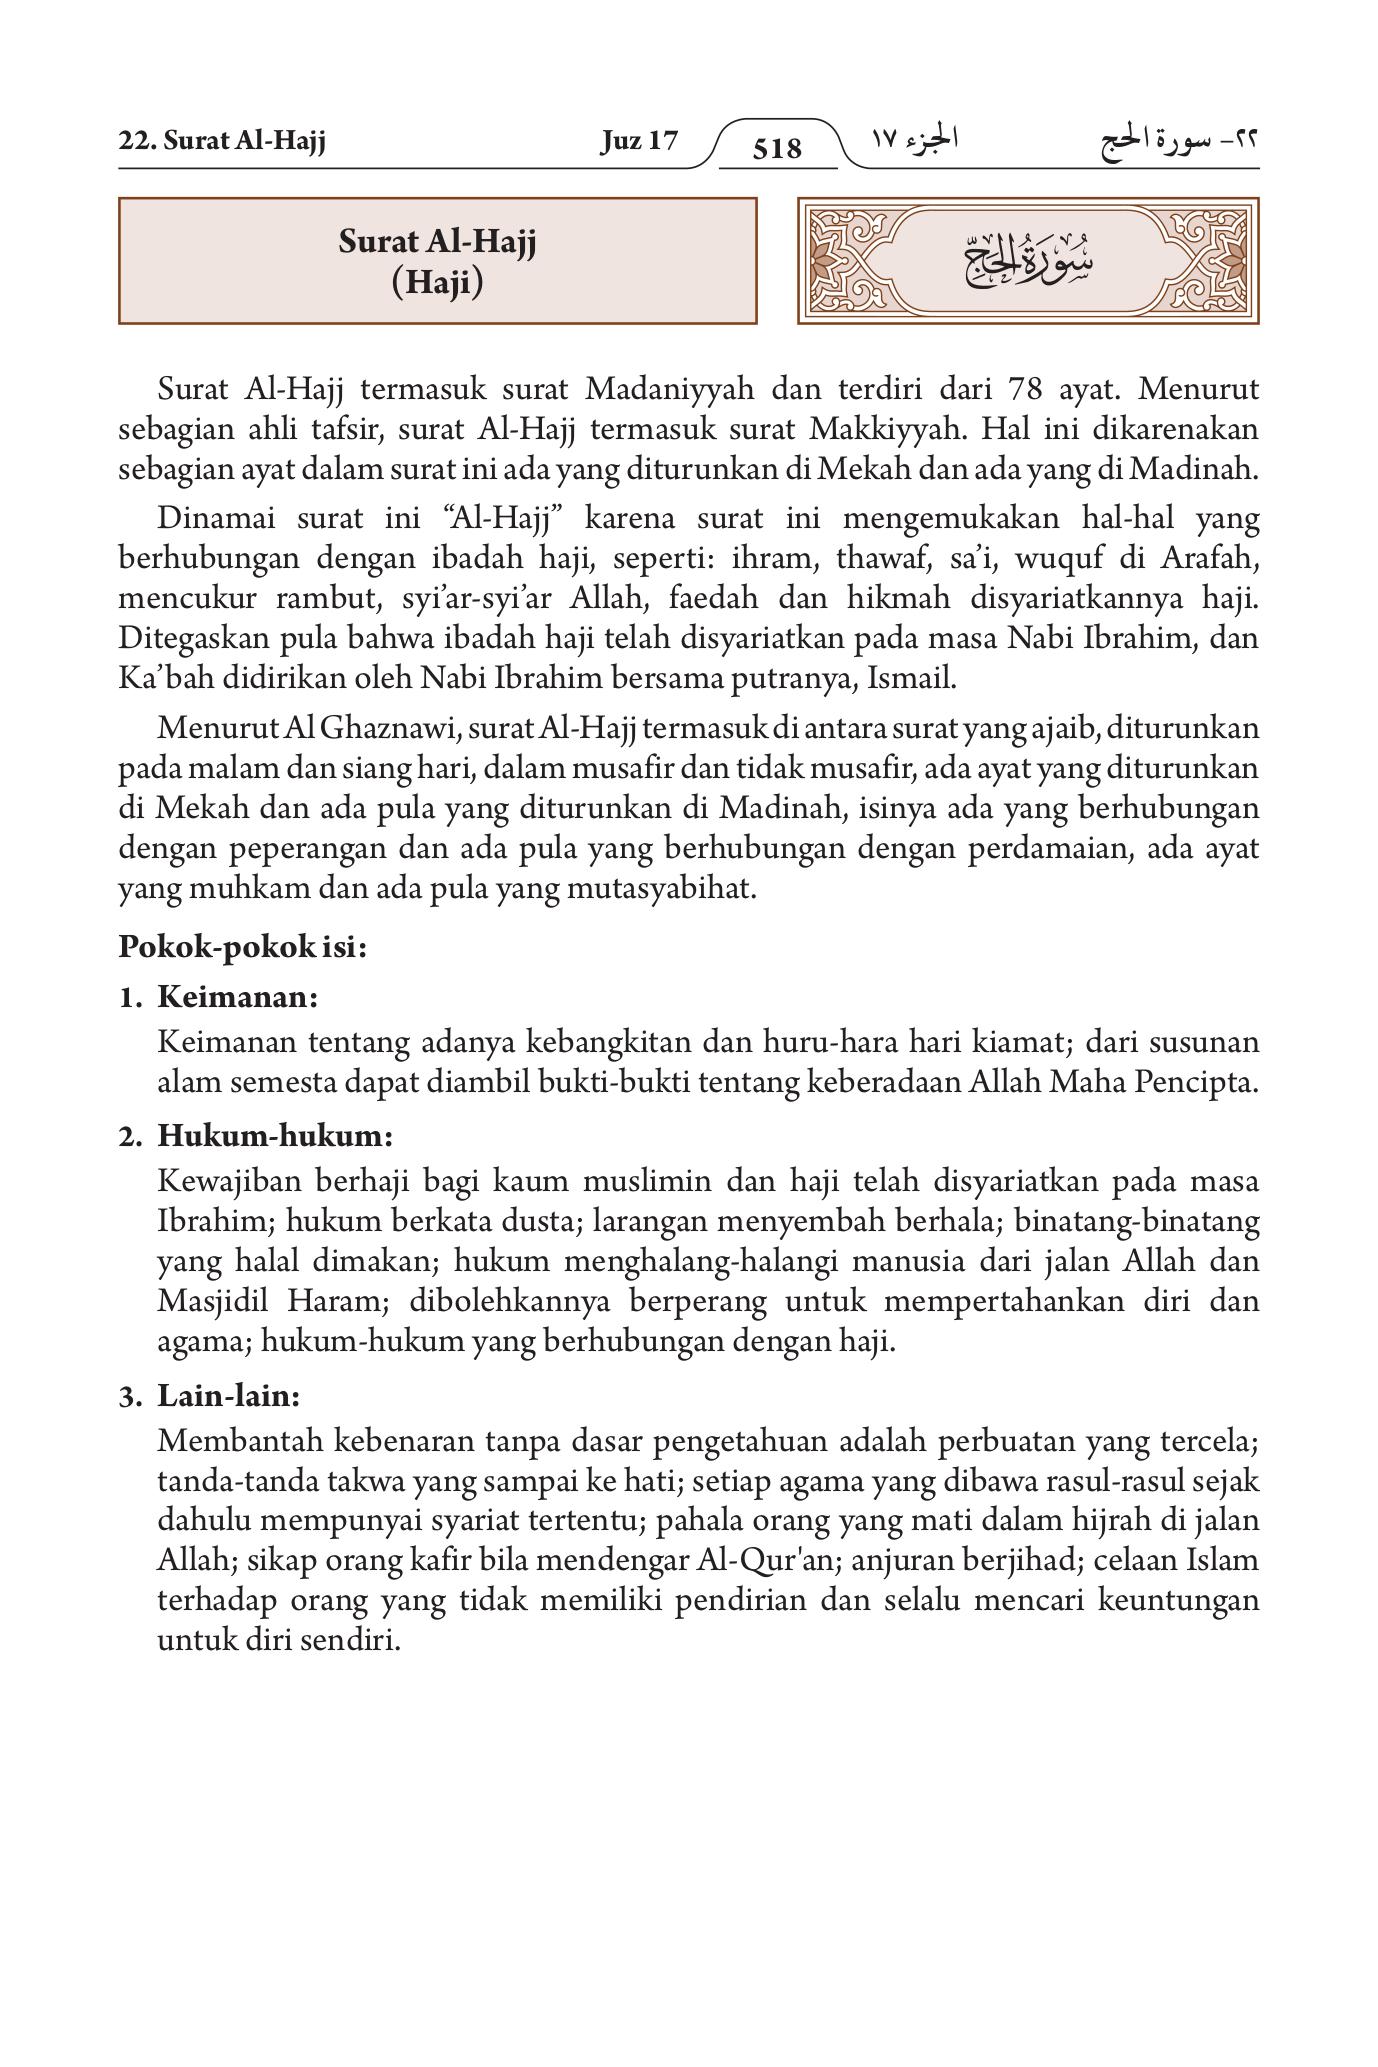 22. Surat Al-Hajj Juz 17 518 الجزء ١٧ ٢٢- سورة الحج
Surat Al-Hajj
(Haji)
سُورَةُ الحَجِّ
Surat Al-Hajj termasuk surat Madaniyyah dan terdiri dari 78 ayat. Menurut
sebagian ahli tafsir, surat Al-Hajj termasuk surat Makkiyyah. Hal ini dikarenakan
sebagian ayat dalam surat ini ada yang diturunkan di Mekah dan ada yang di Madinah.
Dinamai surat ini “Al-Hajj” karena surat ini mengemukakan hal-hal yang
berhubungan dengan ibadah haji, seperti: ihram, thawaf, sa’i, wuquf di Arafah,
mencukur rambut, syi’ar-syi’ar Allah, faedah dan hikmah disyariatkannya haji.
Ditegaskan pula bahwa ibadah haji telah disyariatkan pada masa Nabi Ibrahim, dan
Ka’bah didirikan oleh Nabi Ibrahim bersama putranya, Ismail.
Menurut Al Ghaznawi, surat Al-Hajj termasuk di antara surat yang ajaib, diturunkan
pada malam dan siang hari, dalam musafir dan tidak musafir, ada ayat yang diturunkan
di Mekah dan ada pula yang diturunkan di Madinah, isinya ada yang berhubungan
dengan peperangan dan ada pula yang berhubungan dengan perdamaian, ada ayat
yang muhkam dan ada pula yang mutasyabihat.
Pokok-pokok isi:
1. Keimanan:
Keimanan tentang adanya kebangkitan dan huru-hara hari kiamat; dari susunan
alam semesta dapat diambil bukti-bukti tentang keberadaan Allah Maha Pencipta.
2. Hukum-hukum:
Kewajiban berhaji bagi kaum muslimin dan haji telah disyariatkan pada masa
Ibrahim; hukum berkata dusta; larangan menyembah berhala; binatang-binatang
yang halal dimakan; hukum menghalang-halangi manusia dari jalan Allah dan
Masjidil Haram; dibolehkannya berperang untuk mempertahankan diri dan
agama; hukum-hukum yang berhubungan dengan haji.
3. Lain-lain:
Membantah kebenaran tanpa dasar pengetahuan adalah perbuatan yang tercela;
tanda-tanda takwa yang sampai ke hati; setiap agama yang dibawa rasul-rasul sejak
dahulu mempunyai syariat tertentu; pahala orang yang mati dalam hijrah di jalan
Allah; sikap orang kafir bila mendengar Al-Qur'an; anjuran berjihad; celaan Islam
terhadap orang yang tidak memiliki pendirian dan selalu mencari keuntungan
untuk diri sendiri.